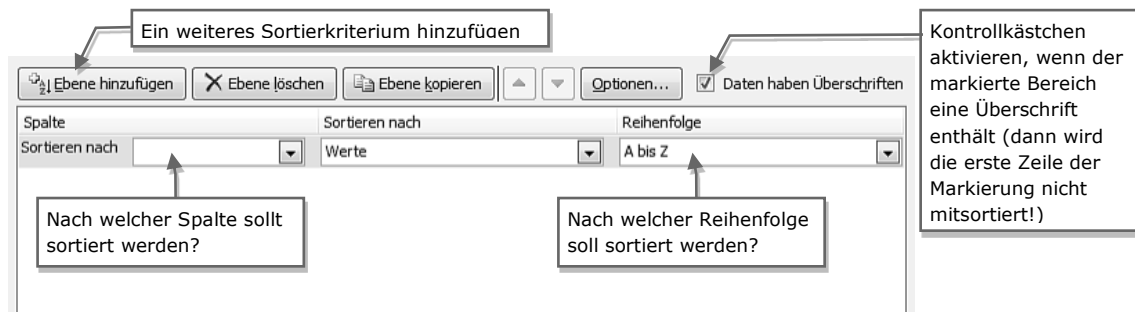 Ein weiteres Sortierkriterium hinzufügen
Kontrollkästchen
aktivieren, wenn der
markierte Bereich
eine Überschrift
enthält (dann wird
die erste Zeile der
Markierung nicht
mitsortiert!)
Ebene hinzufügen Ebene löschen Ebene kopieren Optionen... Daten haben Überschriften
Spalte Sortieren nach Reihenfolge
Sortieren nach Werte A bis Z
Nach welcher Spalte sollt
sortiert werden?
Nach welcher Reihenfolge
soll sortiert werden?